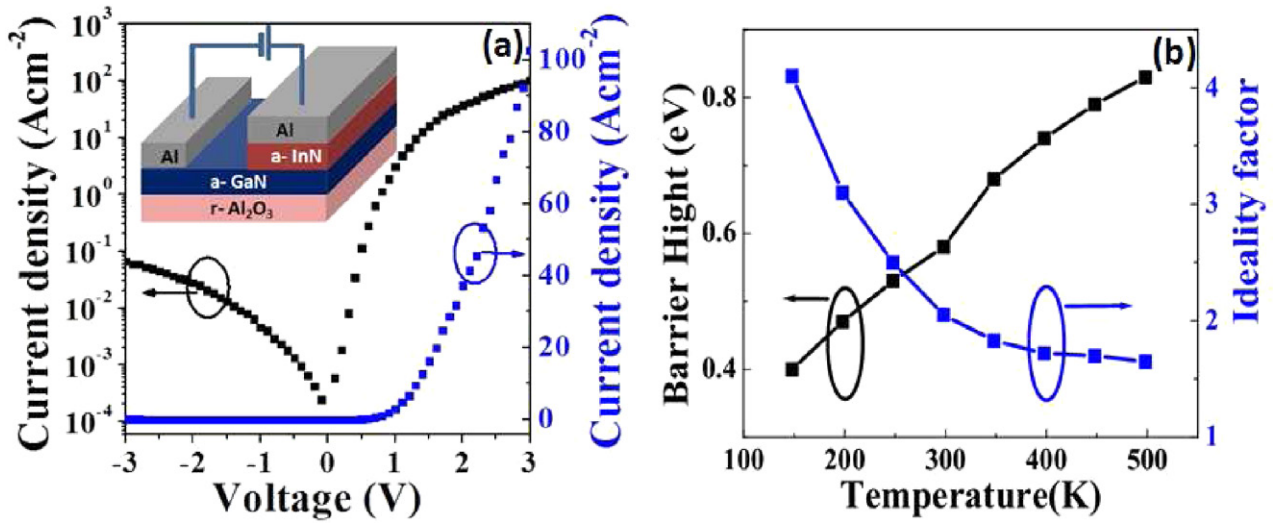 (a)
Current density (Acm⁻²)
10³
10²
10¹
10⁰
10⁻¹
10⁻²
10⁻³
10⁻⁴
Al
Al
a- InN
a- GaN
r- Al₂O₃
-3 -2 -1 0 1 2 3
Voltage (V)
100
80
60
40
20
0
Current density (Acm⁻²)
(b)
Barrier Hight (eV)
0.8
0.6
0.4
100 200 300 400 500
Temperature(K)
4
3
2
1
Ideality factor